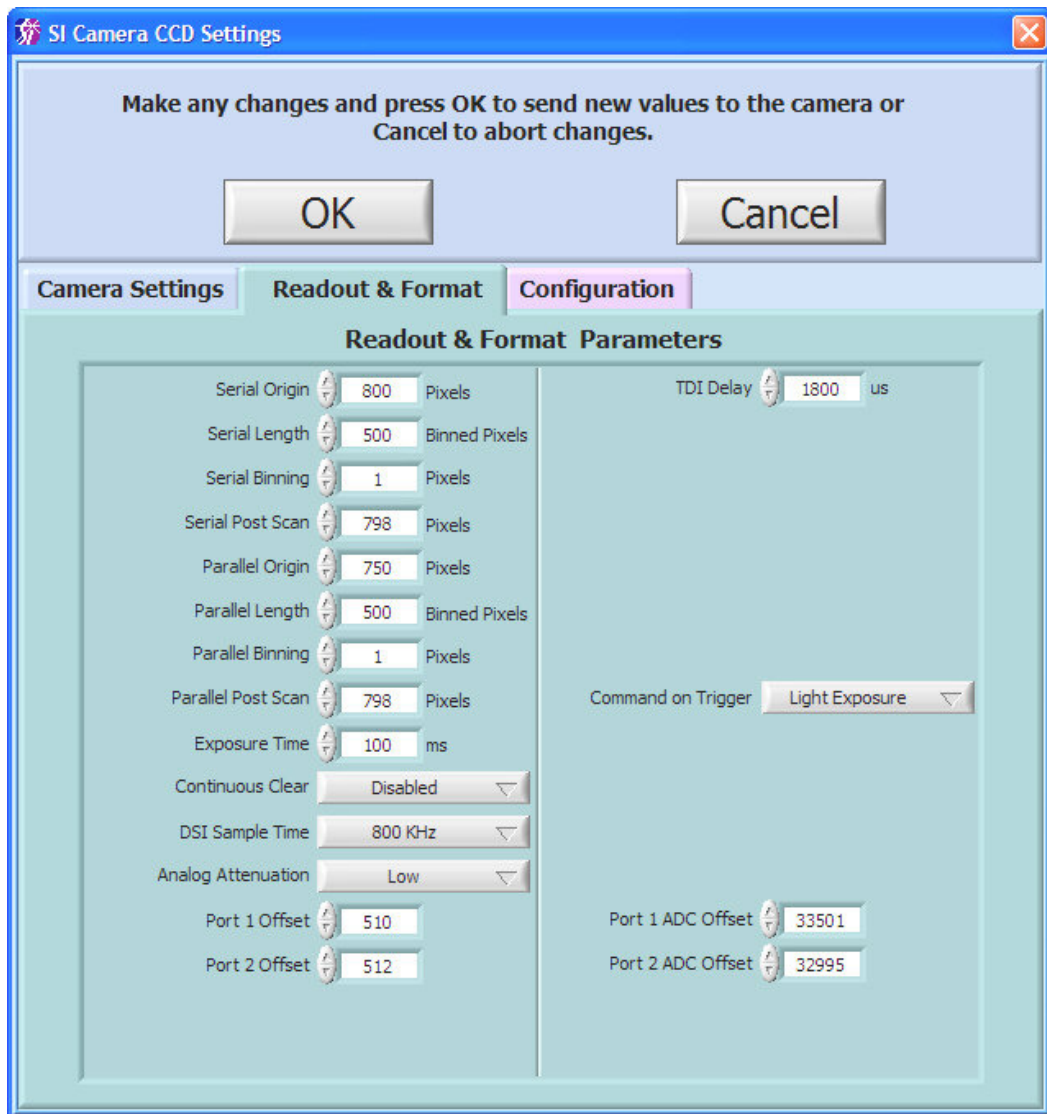 SI Camera CCD Settings
Make any changes and press OK to send new values to the camera or
Cancel to abort changes.
OK Cancel
Camera Settings Readout & Format Configuration
Readout & Format Parameters
Serial Origin 800 Pixels TDI Delay 1800 us
Serial Length 500 Binned Pixels
Serial Binning 1 Pixels
Serial Post Scan 798 Pixels
Parallel Origin 750 Pixels
Parallel Length 500 Binned Pixels
Parallel Binning 1 Pixels
Parallel Post Scan 798 Pixels Command on Trigger Light Exposure
Exposure Time 100 ms
Continuous Clear Disabled
DSI Sample Time 800 KHz
Analog Attenuation Low
Port 1 Offset 510 Port 1 ADC Offset 33501
Port 2 Offset 512 Port 2 ADC Offset 32995